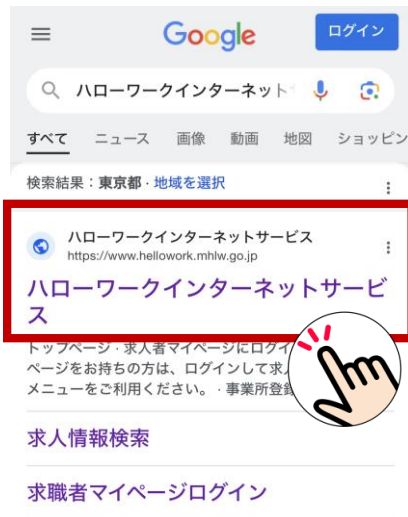 Google
ログイン
ハローワークインターネット
すべて ニュース 画像 動画 地図 ショッピン
検索結果：東京都・地域を選択
ハローワークインターネットサービス
https://www.hellowork.mhlw.go.jp
ハローワークインターネットサービ
ス
トップページ · 求人者マイページにログイ
ページをお持ちの方は、ログインして求
メニューをご利用ください。 · 事業所登
求人情報検索
求職者マイページログイン